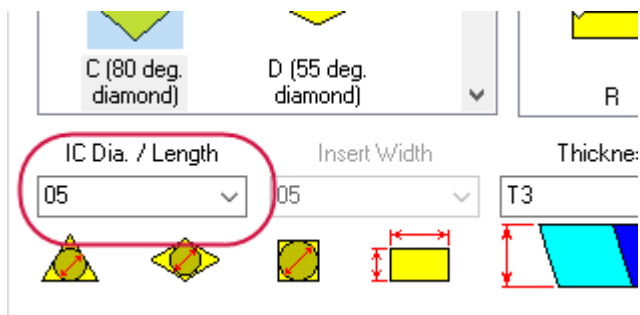 C (80 deg.
diamond)
D (55 deg.
diamond)
R
IC Dia. / Length
Insert Width
05
05
T3